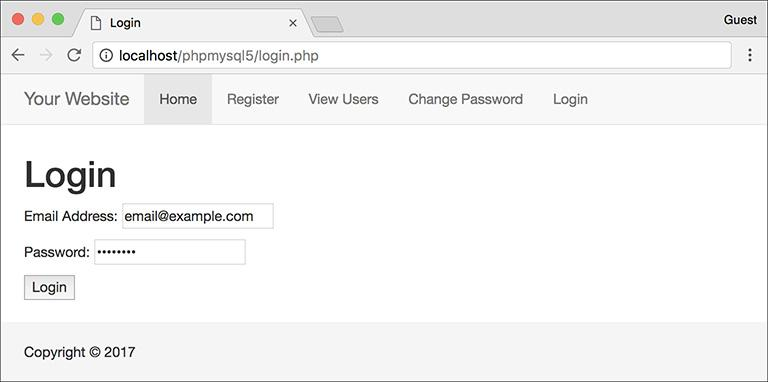 Login
Guest
localhost/phpmysql5/login.php
Your Website Home Register View Users Change Password Login
Login
Email Address: email@example.com
Password: ••••••••
Login
Copyright © 2017